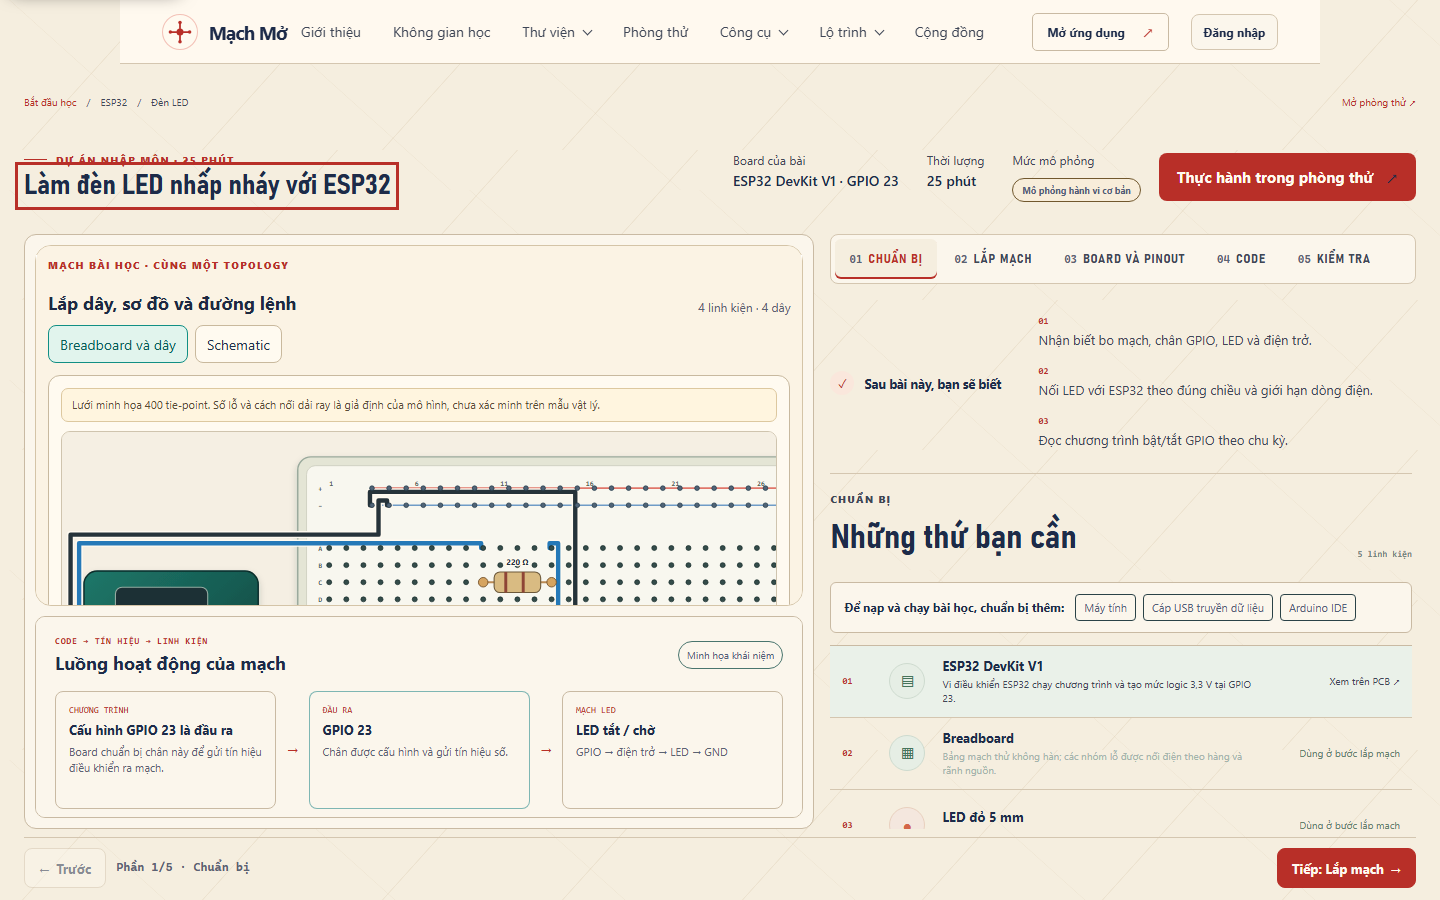 Mạch Mở
Giới thiệu
Không gian học
Thư viện
Phòng thử
Công cụ
Lộ trình
Cộng đồng
Mở ứng dụng ↗
Đăng nhập
Bắt đầu học / ESP32 / Đèn LED
Mở phòng thử ↗
DỰ ÁN NHẬP MÔN · 25 PHÚT
Làm đèn LED nhấp nháy với ESP32
Board của bài
ESP32 DevKit V1 · GPIO 23
Thời lượng
25 phút
Mức mô phỏng
Mô phỏng hành vi cơ bản
Thực hành trong phòng thử ↗
MẠCH BÀI HỌC · CÙNG MỘT TOPOLOGY
Lắp dây, sơ đồ và đường lệnh
4 linh kiện · 4 dây
Breadboard và dây
Schematic
Lưới minh họa 400 tie-point. Số lỗ và cách nối dải ray là giả định của mô hình, chưa xác minh trên mẫu vật lý.
1 6 11 16 21 26
+
−
A
B
C
D
220 Ω
CODE → TÍN HIỆU → LINH KIỆN
Luồng hoạt động của mạch
Minh họa khái niệm
CHƯƠNG TRÌNH
Cấu hình GPIO 23 là đầu ra
Board chuẩn bị chân này để gửi tín hiệu
điều khiển ra mạch.
→
ĐẦU RA
GPIO 23
Chân được cấu hình và gửi tín hiệu số.
→
MẠCH LED
LED tắt / chờ
GPIO → điện trở → LED → GND
01 CHUẨN BỊ
02 LẮP MẠCH
03 BOARD VÀ PINOUT
04 CODE
05 KIỂM TRA
✓ Sau bài này, bạn sẽ biết
01
Nhận biết bo mạch, chân GPIO, LED và điện trở.
02
Nối LED với ESP32 theo đúng chiều và giới hạn dòng điện.
03
Đọc chương trình bật/tắt GPIO theo chu kỳ.
CHUẨN BỊ
Những thứ bạn cần
5 linh kiện
Để nạp và chạy bài học, chuẩn bị thêm:
Máy tính
Cáp USB truyền dữ liệu
Arduino IDE
01
ESP32 DevKit V1
Vi điều khiển ESP32 chạy chương trình và tạo mức logic 3,3 V tại GPIO
23.
Xem trên PCB ↗
02
Breadboard
Bảng mạch thử không hàn; các nhóm lỗ được nối điện theo hàng và
rãnh nguồn.
Dùng ở bước lắp mạch
03
LED đỏ 5 mm
Dùng ở bước lắp mạch
← Trước
Phần 1/5 · Chuẩn bị
Tiếp: Lắp mạch →